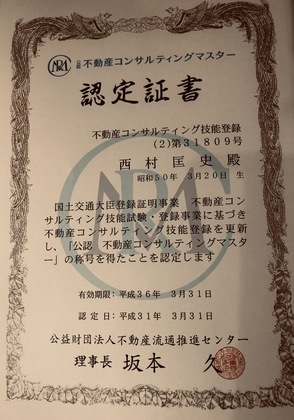 公認 不動産コンサルティングマスター
認定証書
不動産コンサルティング技能登録
(2)第31809号
西村匡史 殿
昭和50年 3月20日 生
国土交通大臣登録証明事業 不動産コン
サルティング技能試験・登録事業に基づき
不動産コンサルティング技能登録を更新
し、「公認 不動産コンサルティングマスタ
ー」の称号を得たことを認定します
有効期限：平成36年 3月31日
認定日：平成31年 3月31日
公益財団法人不動産流通推進センター
理事長 坂本 久